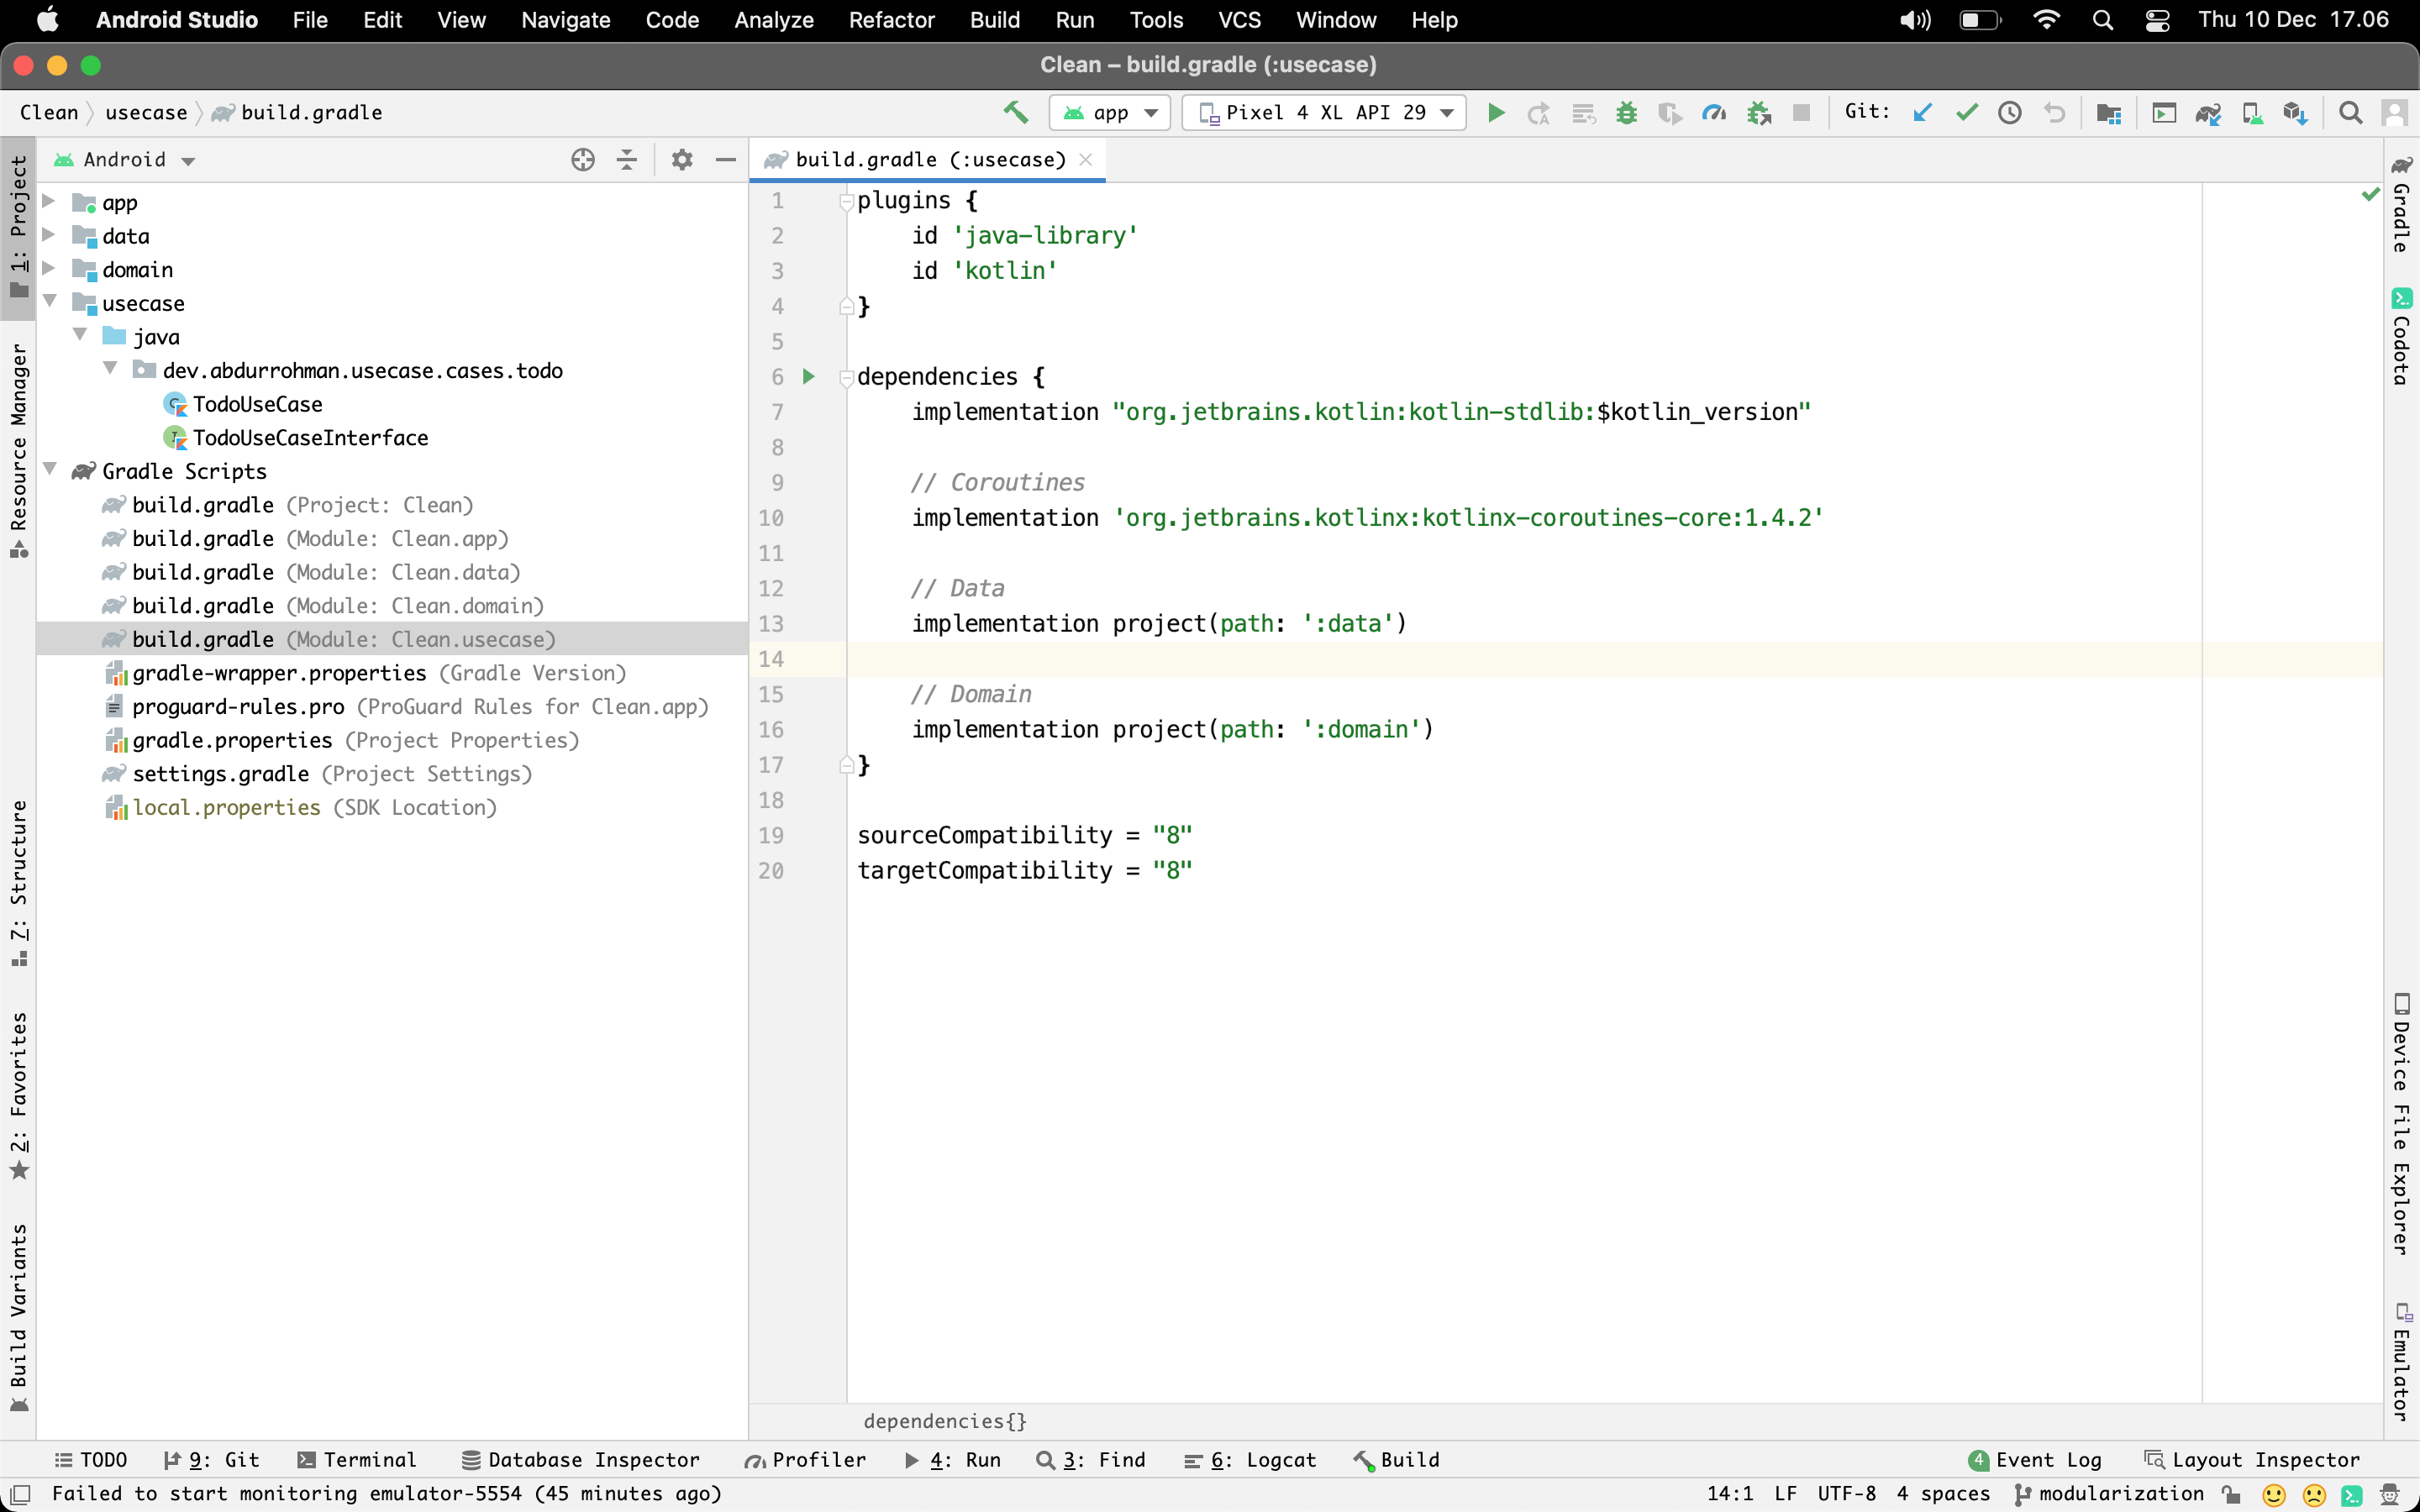 Android Studio File Edit View Navigate Code Analyze Refactor Build Run Tools VCS Window Help Thu 10 Dec 17.06
Clean – build.gradle (:usecase)
Clean usecase build.gradle app Pixel 4 XL API 29 Git:
Android
build.gradle (:usecase)
1: Project
Resource Manager
7: Structure
2: Favorites
Build Variants
app
data
domain
usecase
java
dev.abdurrohman.usecase.cases.todo
TodoUseCase
TodoUseCaseInterface
Gradle Scripts
build.gradle (Project: Clean)
build.gradle (Module: Clean.app)
build.gradle (Module: Clean.data)
build.gradle (Module: Clean.domain)
build.gradle (Module: Clean.usecase)
gradle-wrapper.properties (Gradle Version)
proguard-rules.pro (ProGuard Rules for Clean.app)
gradle.properties (Project Properties)
settings.gradle (Project Settings)
local.properties (SDK Location)
1 plugins {
2 id 'java-library'
3 id 'kotlin'
4 }
5
6 dependencies {
7 implementation "org.jetbrains.kotlin:kotlin-stdlib:$kotlin_version"
8
9 // Coroutines
10 implementation 'org.jetbrains.kotlinx:kotlinx-coroutines-core:1.4.2'
11
12 // Data
13 implementation project(path: ':data')
14
15 // Domain
16 implementation project(path: ':domain')
17 }
18
19 sourceCompatibility = "8"
20 targetCompatibility = "8"
dependencies{}
Gradle
Codota
Device File Explorer
Emulator
TODO 9: Git Terminal Database Inspector Profiler 4: Run 3: Find 6: Logcat Build 4 Event Log Layout Inspector
Failed to start monitoring emulator-5554 (45 minutes ago) 14:1 LF UTF-8 4 spaces modularization